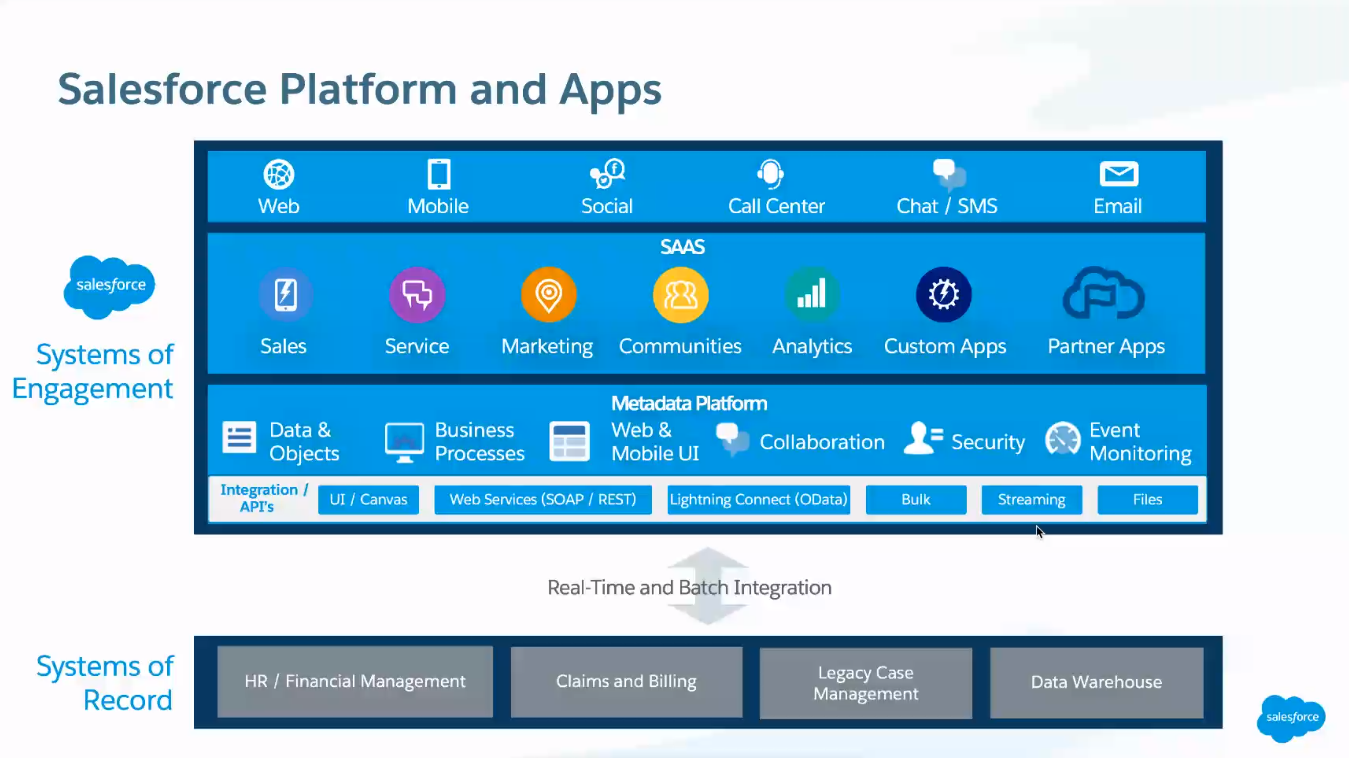 Salesforce Platform and Apps
Web
Mobile
Social
Call Center
Chat / SMS
Email
salesforce
Systems of
Engagement
SAAS
Sales
Service
Marketing
Communities
Analytics
Custom Apps
Partner Apps
Metadata Platform
Data &
Objects
Business
Processes
Web &
Mobile UI
Collaboration
Security
Event
Monitoring
Integration /
API's
UI / Canvas
Web Services (SOAP / REST)
Lightning Connect (OData)
Bulk
Streaming
Files
Real-Time and Batch Integration
Systems of
Record
HR / Financial Management
Claims and Billing
Legacy Case
Management
Data Warehouse
salesforce